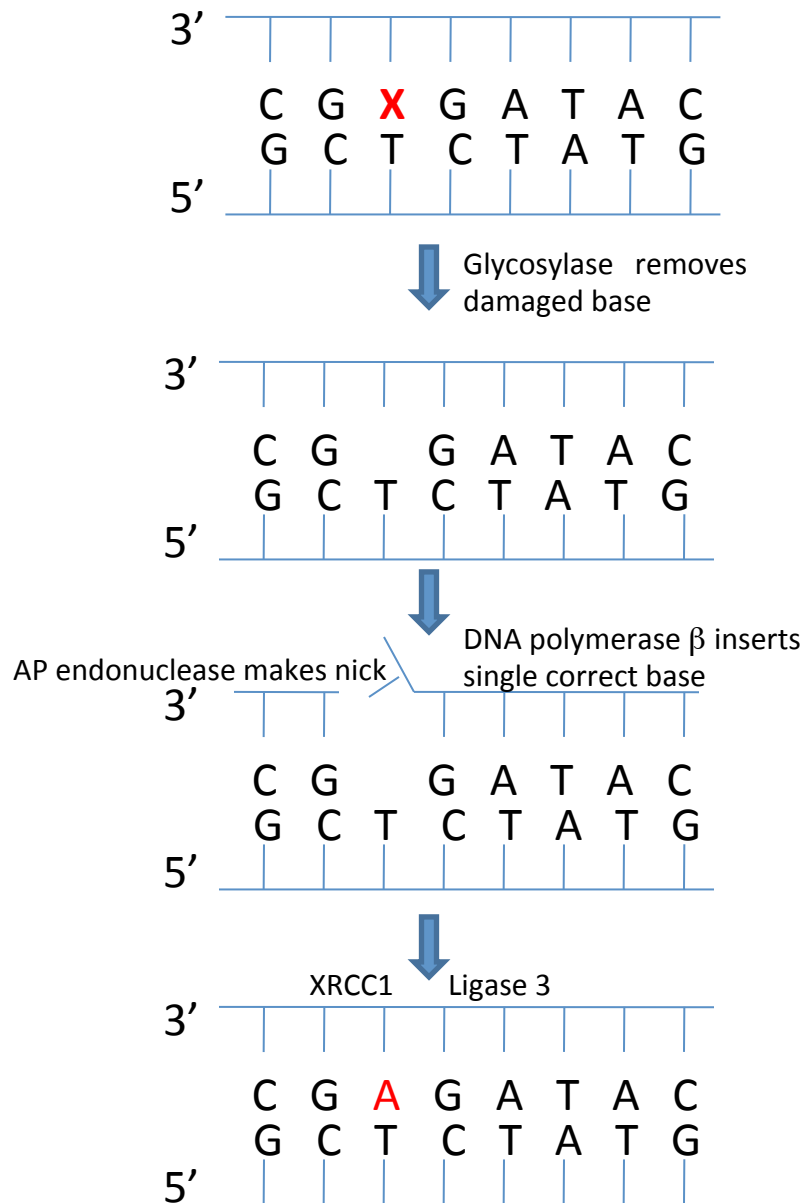 3’
C G X G A T A C
G C T C T A T G
5’
Glycosylase removes
damaged base
3’
C G G A T A C
G C T C T A T G
5’
DNA polymerase β inserts
single correct base
AP endonuclease makes nick
3’
C G G A T A C
G C T C T A T G
5’
XRCC1 Ligase 3
3’
C G A G A T A C
G C T C T A T G
5’